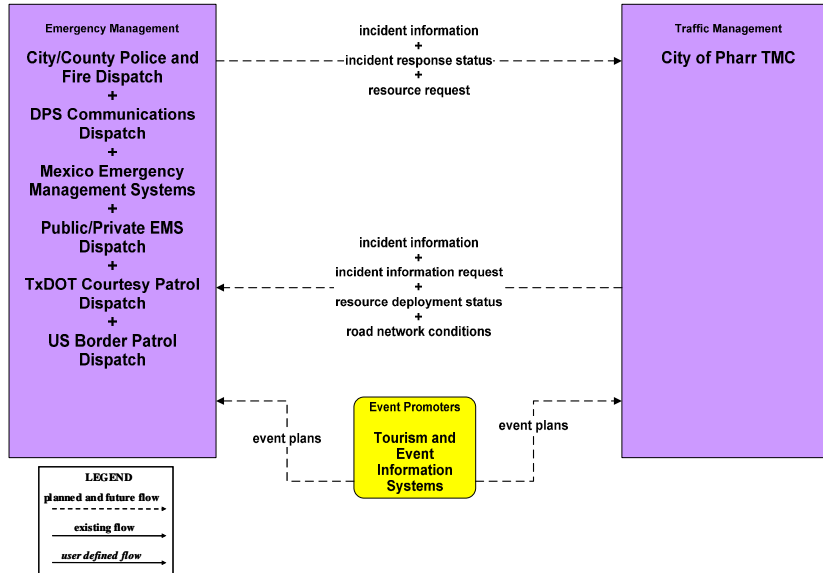 Emergency Management
City/County Police and
Fire Dispatch
+
DPS Communications
Dispatch
+
Mexico Emergency
Management Systems
+
Public/Private EMS
Dispatch
+
TxDOT Courtesy Patrol
Dispatch
+
US Border Patrol
Dispatch
incident information
+
incident response status
+
resource request
Traffic Management
City of Pharr TMC
incident information
+
incident information request
+
resource deployment status
+
road network conditions
event plans
Event Promoters
Tourism and
Event
Information
Systems
event plans
LEGEND
planned and future flow
existing flow
user defined flow